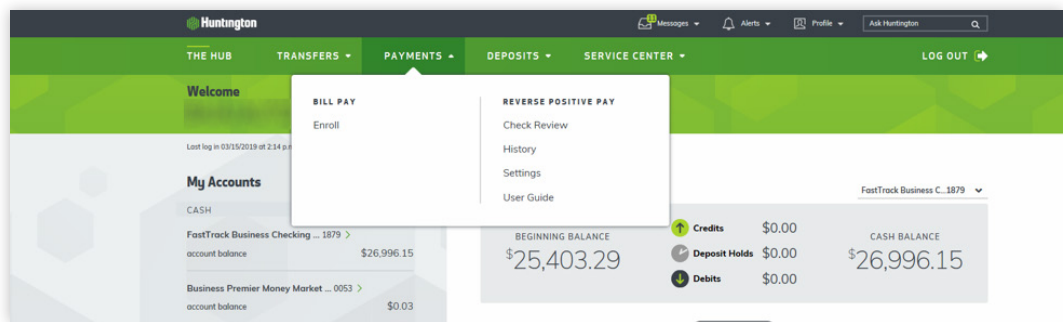 Huntington
11
Messages
Alerts
Profile
Ask Huntington
THE HUB
TRANSFERS
PAYMENTS
DEPOSITS
SERVICE CENTER
LOG OUT
Welcome
BILL PAY
Enroll
REVERSE POSITIVE PAY
Check Review
History
Settings
User Guide
Last log in 03/15/2019 at 2:14 p.m
My Accounts
CASH
FastTrack Business Checking ... 1879 >
account balance $26,996.15
Business Premier Money Market ... 0053 >
account balance $0.03
FastTrack Business C...1879
BEGINNING BALANCE
$25,403.29
Credits $0.00
Deposit Holds $0.00
Debits $0.00
CASH BALANCE
$26,996.15